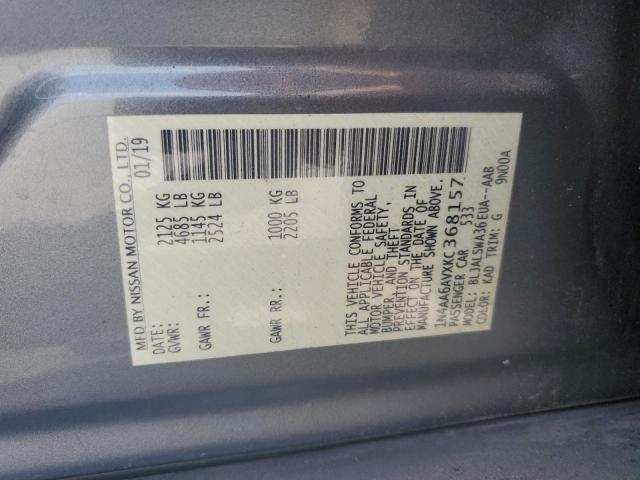 MFD BY NISSAN MOTOR CO., LTD.
DATE: 01/19
GVWR: 2125 KG
4685 LB
GAWR FR.: 1145 KG
2524 LB
GAWR RR.: 1000 KG
2205 LB
THIS VEHICLE CONFORMS TO
ALL APPLICABLE FEDERAL
MOTOR VEHICLE SAFETY,
BUMPER, AND THEFT
PREVENTION STANDARDS IN
EFFECT ON THE DATE OF
MANUFACTURE SHOWN ABOVE.
1N4AA6AVXKC368157
PASSENGER CAR 533
MODEL: BL3ALSWA36EUA--AAB
COLOR: KAD TRIM: G 9N00A